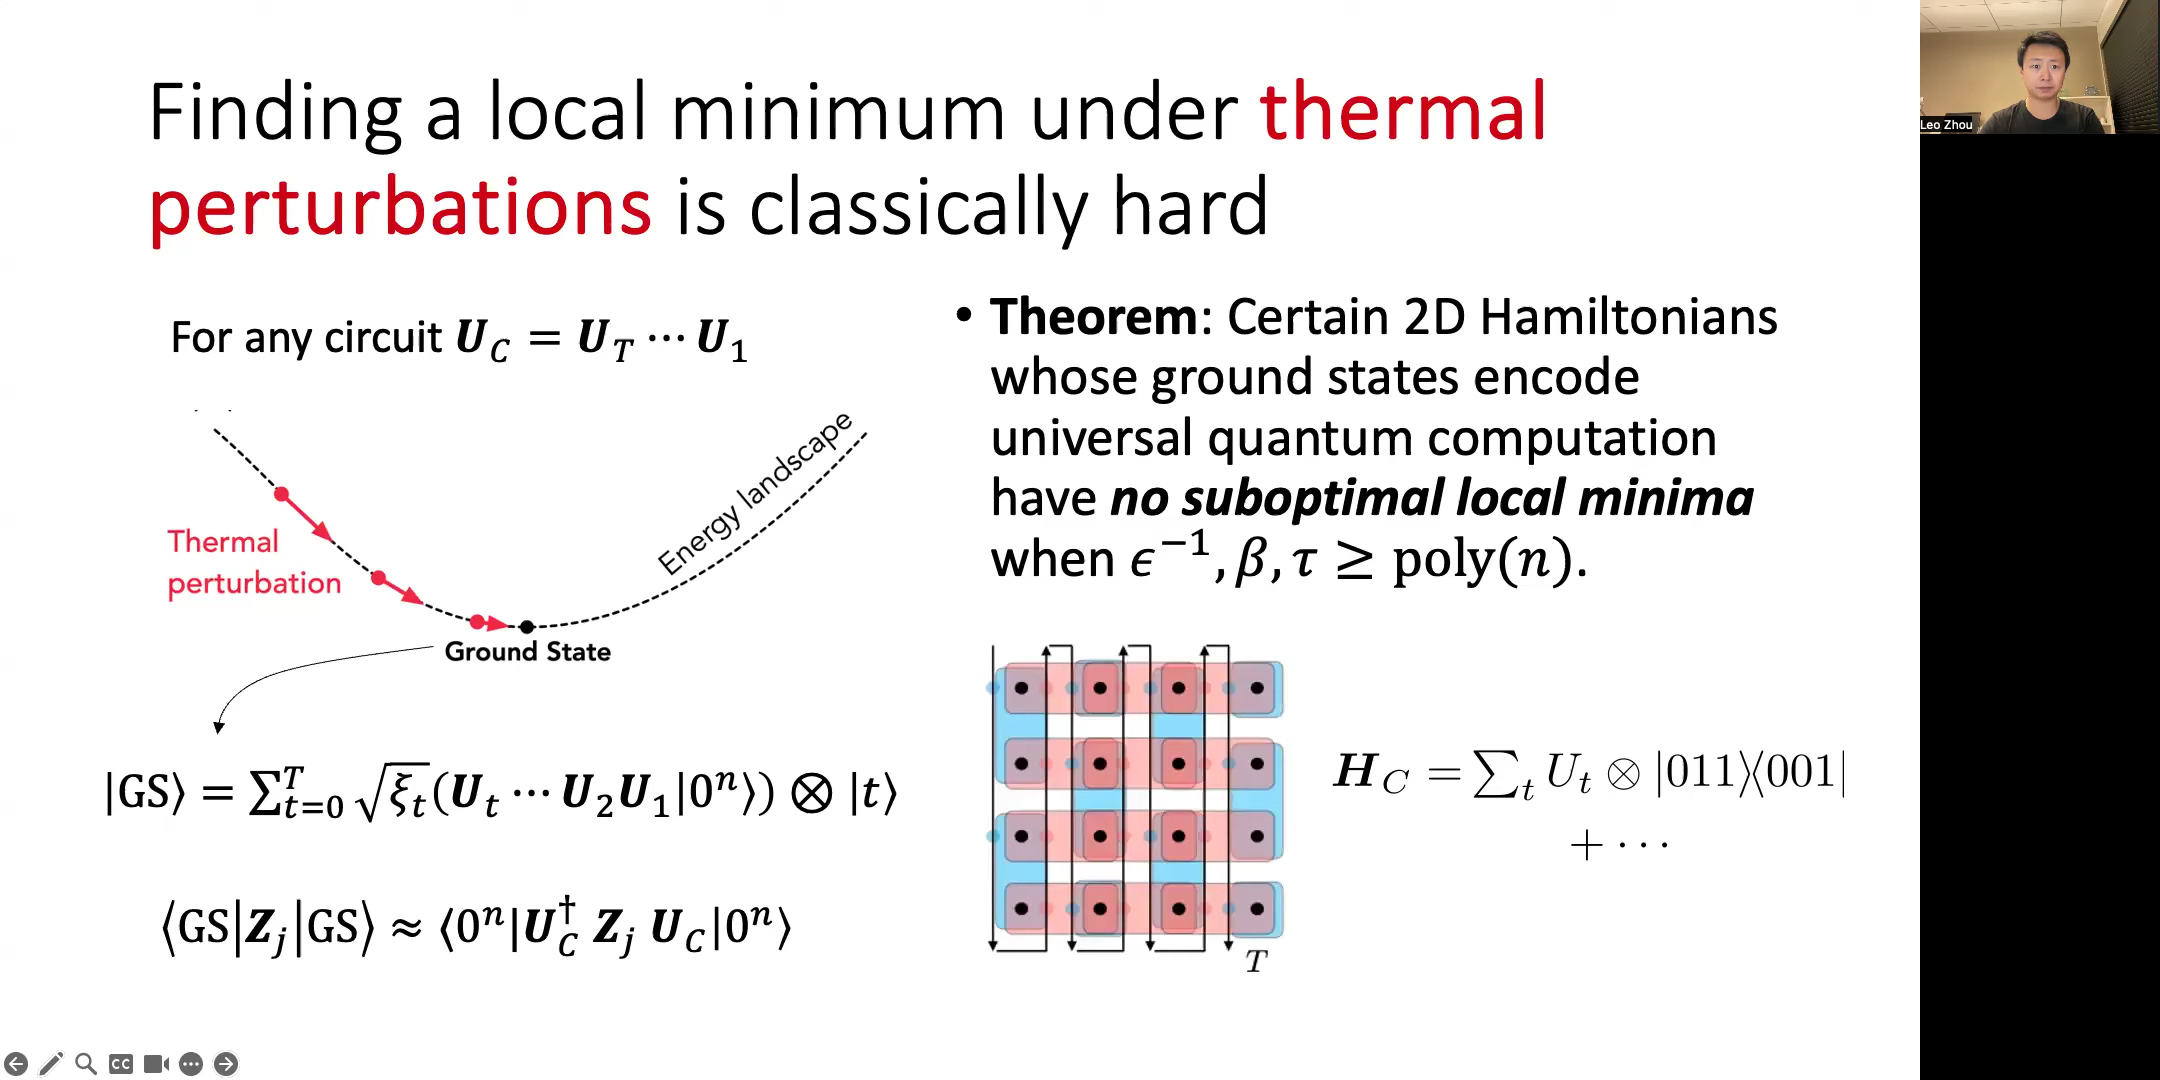 Finding a local minimum under thermal
perturbations is classically hard
For any circuit U_C = U_T ⋯ U_1
Energy landscape
Thermal
perturbation
Ground State
|GS⟩ = ∑_{t=0}^{T} √ξ_t (U_t ⋯ U_2 U_1|0^n⟩) ⊗ |t⟩
⟨GS|Z_j|GS⟩ ≈ ⟨0^n|U_C^† Z_j U_C|0^n⟩
• Theorem: Certain 2D Hamiltonians
whose ground states encode
universal quantum computation
have no suboptimal local minima
when ϵ^{-1}, β, τ ≥ poly(n).
T
H_C = ∑_t U_t ⊗ |011⟩⟨001|
+ ⋯
Leo Zhou
CC